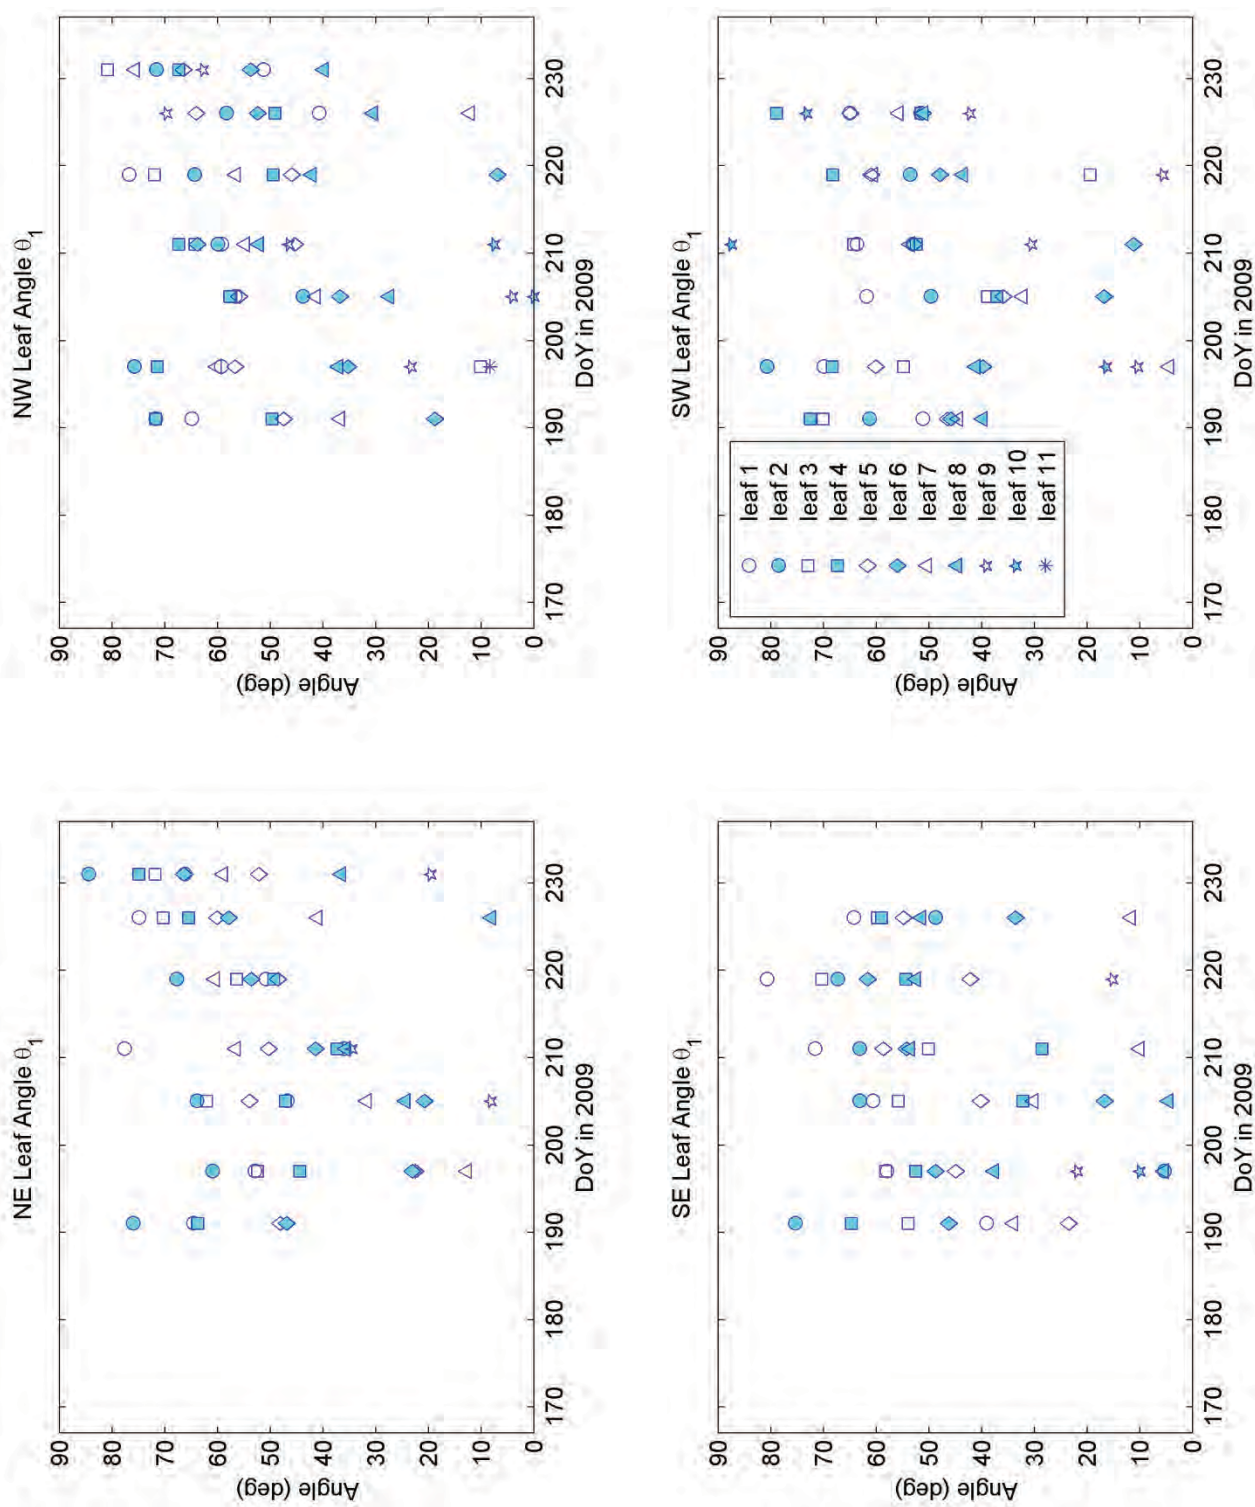 NE Leaf Angle θ1
Angle (deg)
90
80
70
60
50
40
30
20
10
0
170 180 190 200 210 220 230
DoY in 2009
NW Leaf Angle θ1
Angle (deg)
90
80
70
60
50
40
30
20
10
0
170 180 190 200 210 220 230
DoY in 2009
SE Leaf Angle θ1
Angle (deg)
90
80
70
60
50
40
30
20
10
0
170 180 190 200 210 220 230
DoY in 2009
SW Leaf Angle θ1
Angle (deg)
90
80
70
60
50
40
30
20
10
0
leaf 1
leaf 2
leaf 3
leaf 4
leaf 5
leaf 6
leaf 7
leaf 8
leaf 9
leaf 10
leaf 11
170 180 190 200 210 220 230
DoY in 2009